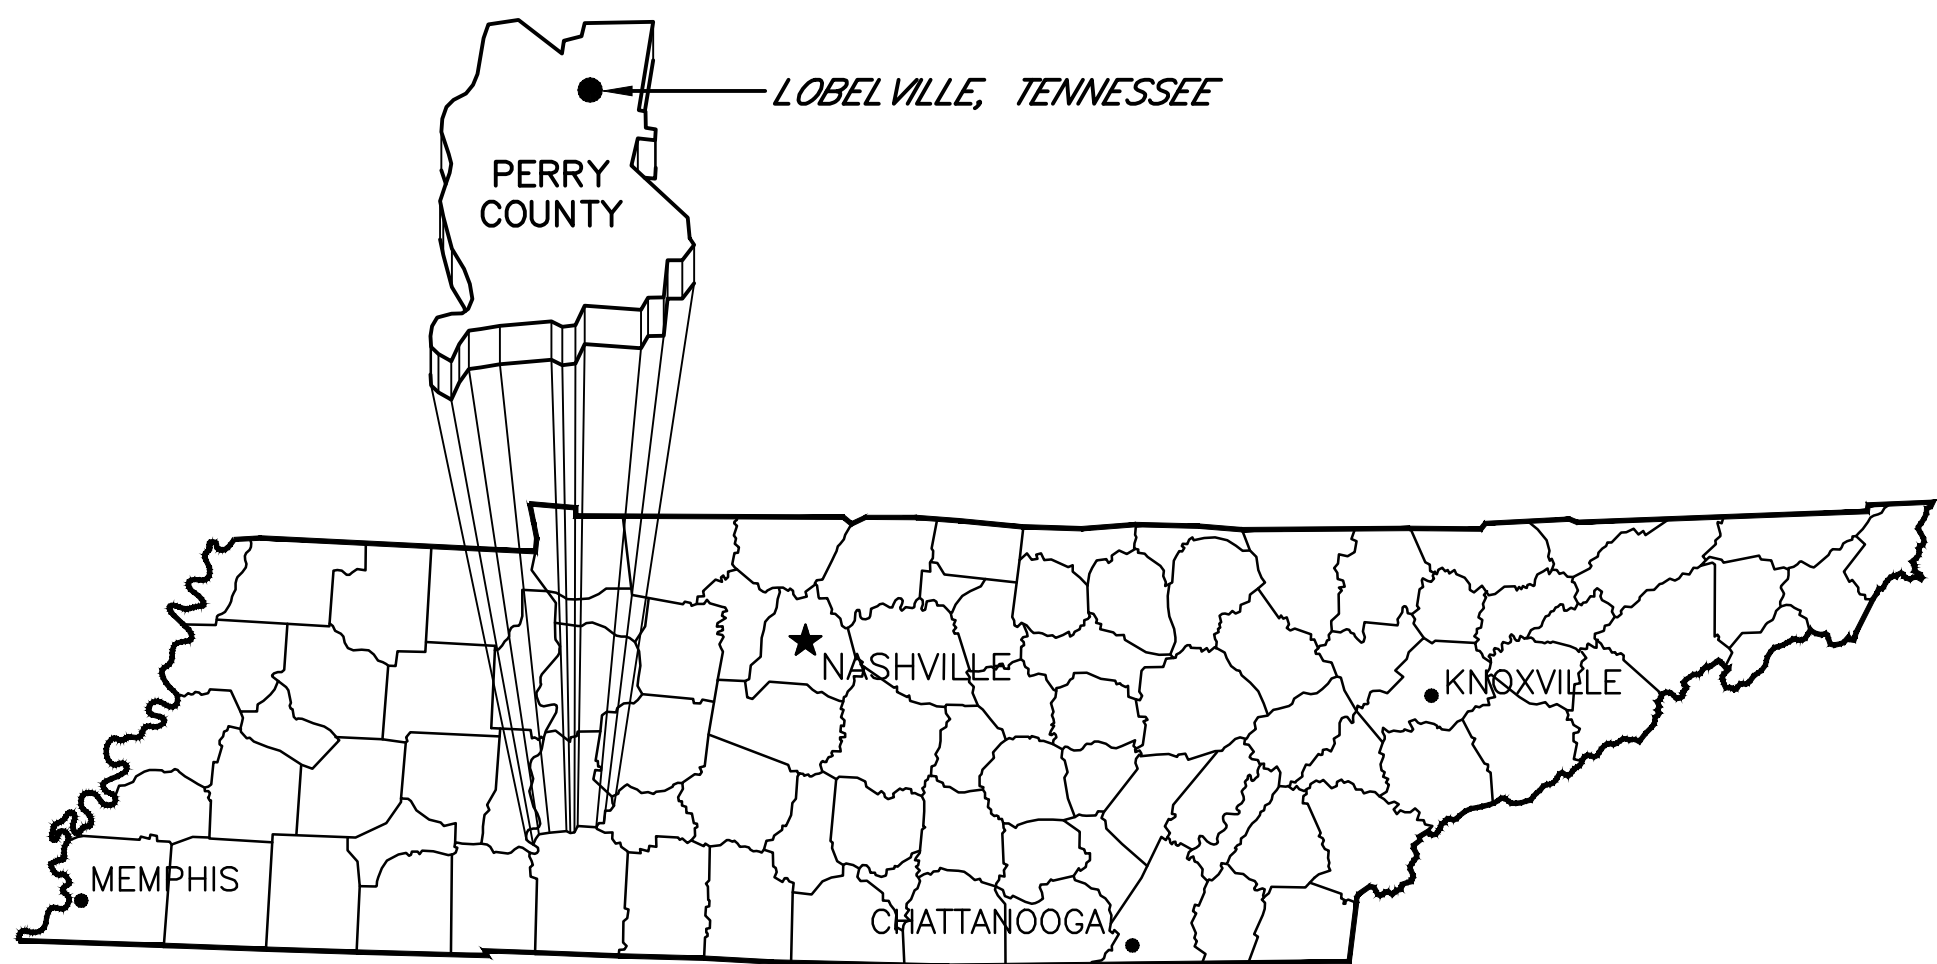 LOBELVILLE, TENNESSEE
PERRY
COUNTY
NASHVILLE
KNOXVILLE
MEMPHIS
CHATTANOOGA